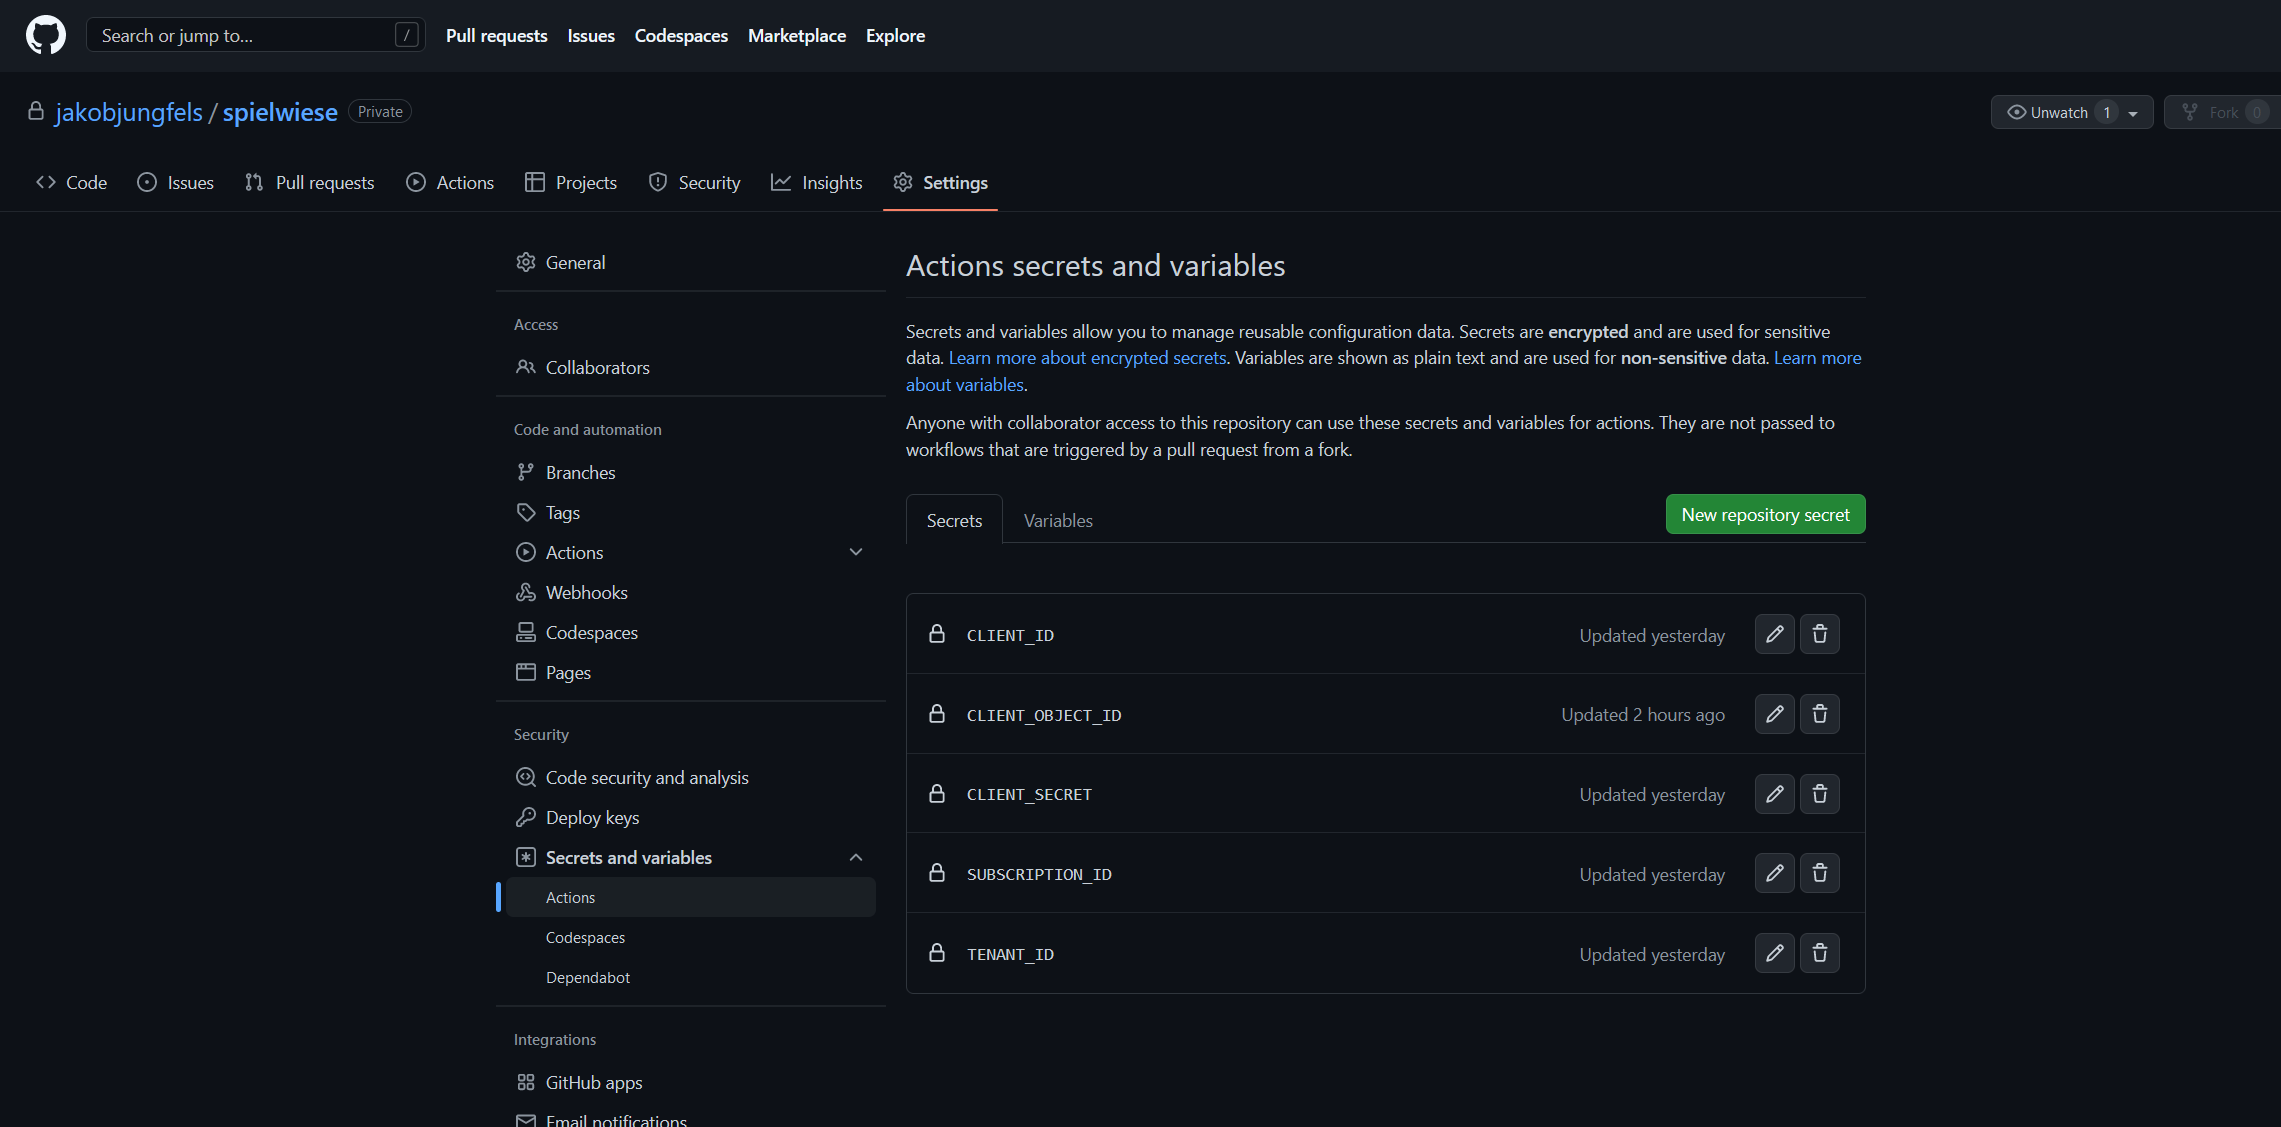 Search or jump to... / Pull requests Issues Codespaces Marketplace Explore
jakobjungfels / spielwiese Private Unwatch 1 Fork 0
Code Issues Pull requests Actions Projects Security Insights Settings
General
Access
Collaborators
Code and automation
Branches
Tags
Actions
Webhooks
Codespaces
Pages
Security
Code security and analysis
Deploy keys
Secrets and variables
Actions
Codespaces
Dependabot
Integrations
GitHub apps
Email notifications
Actions secrets and variables
Secrets and variables allow you to manage reusable configuration data. Secrets are encrypted and are used for sensitive
data. Learn more about encrypted secrets. Variables are shown as plain text and are used for non-sensitive data. Learn more
about variables.
Anyone with collaborator access to this repository can use these secrets and variables for actions. They are not passed to
workflows that are triggered by a pull request from a fork.
Secrets Variables New repository secret
CLIENT_ID Updated yesterday
CLIENT_OBJECT_ID Updated 2 hours ago
CLIENT_SECRET Updated yesterday
SUBSCRIPTION_ID Updated yesterday
TENANT_ID Updated yesterday